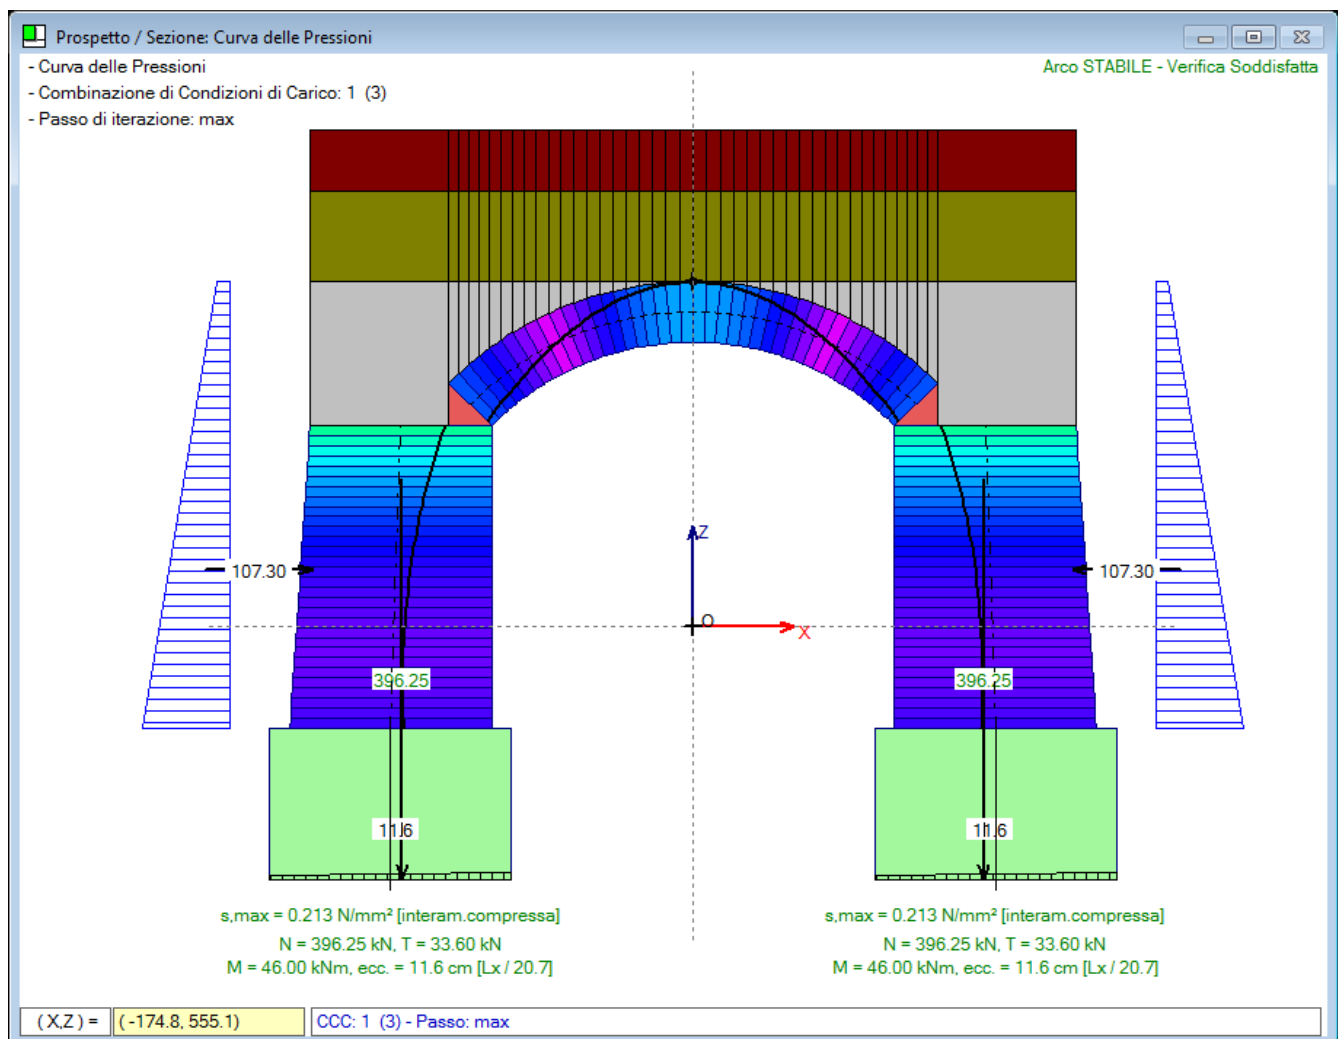 Prospetto / Sezione: Curva delle Pressioni
- Curva delle Pressioni
Arco STABILE - Verifica Soddisfatta
- Combinazione di Condizioni di Carico: 1 (3)
- Passo di iterazione: max
Z
107.30
107.30
O
X
396.25
396.25
11.6
11.6
s,max = 0.213 N/mm² [interam.compressa]
N = 396.25 kN, T = 33.60 kN
M = 46.00 kNm, ecc. = 11.6 cm [Lx / 20.7]
s,max = 0.213 N/mm² [interam.compressa]
N = 396.25 kN, T = 33.60 kN
M = 46.00 kNm, ecc. = 11.6 cm [Lx / 20.7]
( X,Z ) =
( -174.8, 555.1)
CCC: 1 (3) - Passo: max